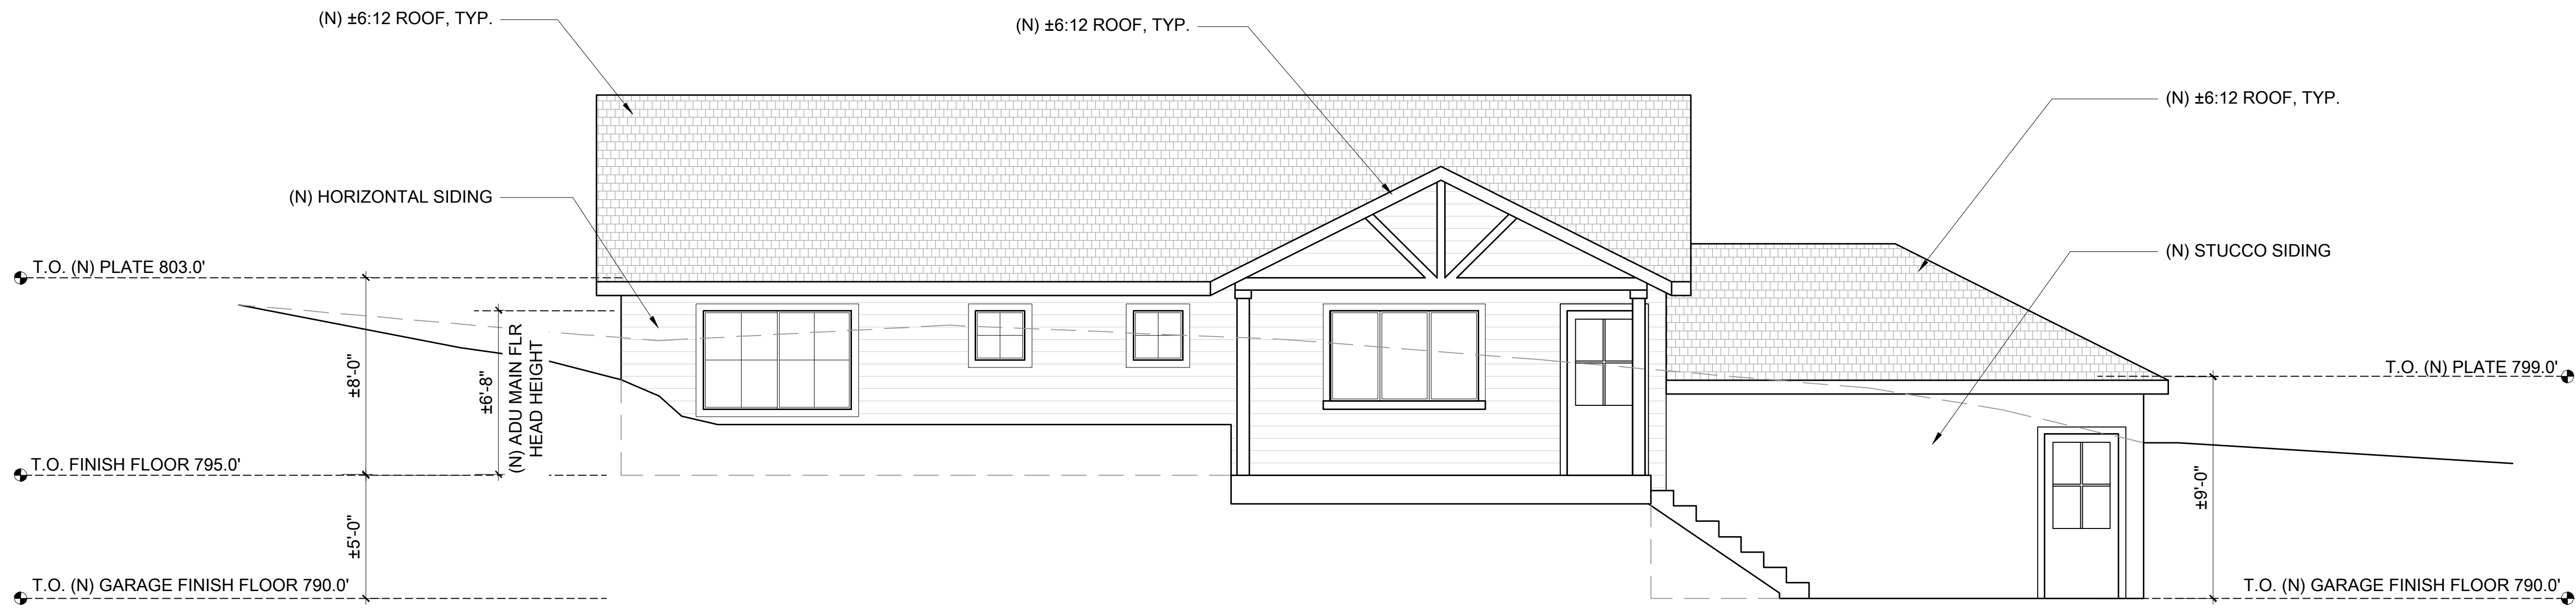 (N) ±6:12 ROOF, TYP.
(N) ±6:12 ROOF, TYP.
(N) ±6:12 ROOF, TYP.
(N) HORIZONTAL SIDING
(N) STUCCO SIDING
T.O. (N) PLATE 803.0'
±8'-0"
±6'-8"
(N) ADU MAIN FLR
HEAD HEIGHT
T.O. (N) PLATE 799.0'
T.O. FINISH FLOOR 795.0'
±5'-0"
±9'-0"
T.O. (N) GARAGE FINISH FLOOR 790.0'
T.O. (N) GARAGE FINISH FLOOR 790.0'